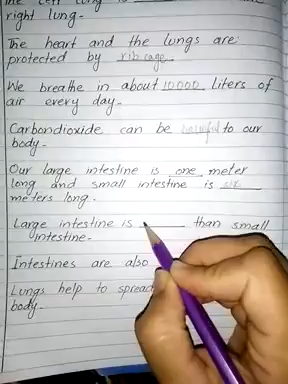 the left lung is
right lung-
The heart and the lungs are
protected by rib cage
We breathe in about 10000 liters of
air every day-
Carbondioxide can be harmful to our
body-
Our large intestine is one meter
long and small intestine is six
meters long-
Large intestine is ______ than small
intestine-
Intestines are also
Lungs help to spread
body-